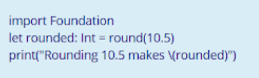 import Foundation
let rounded: Int = round(10.5)
print("Rounding 10.5 makes \(rounded)")